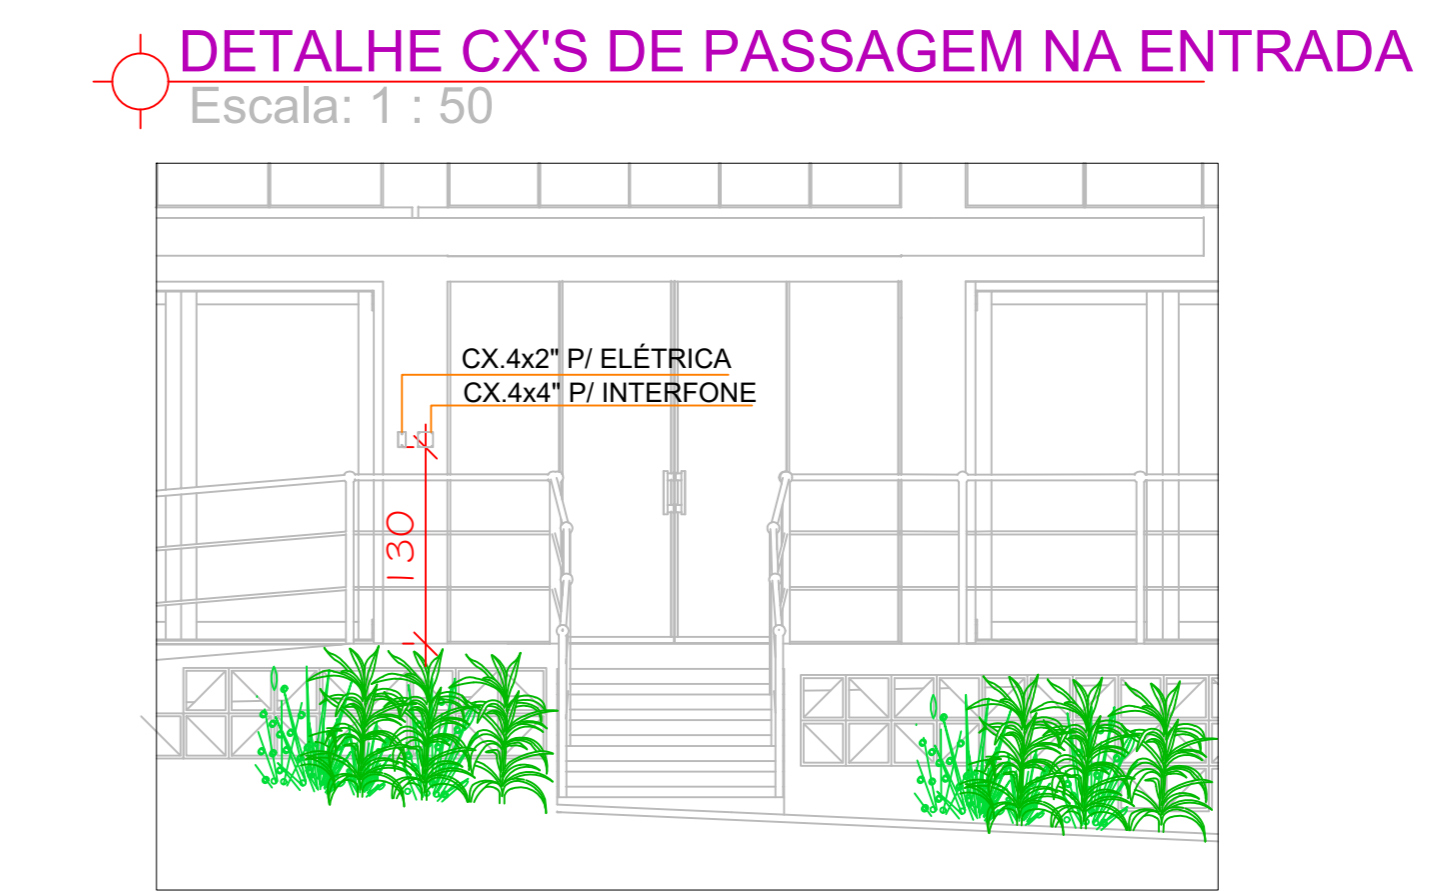 DETALHE CX'S DE PASSAGEM NA ENTRADA
Escala: 1 : 50
CX.4x2" P/ ELÉTRICA
CX.4x4" P/ INTERFONE
130